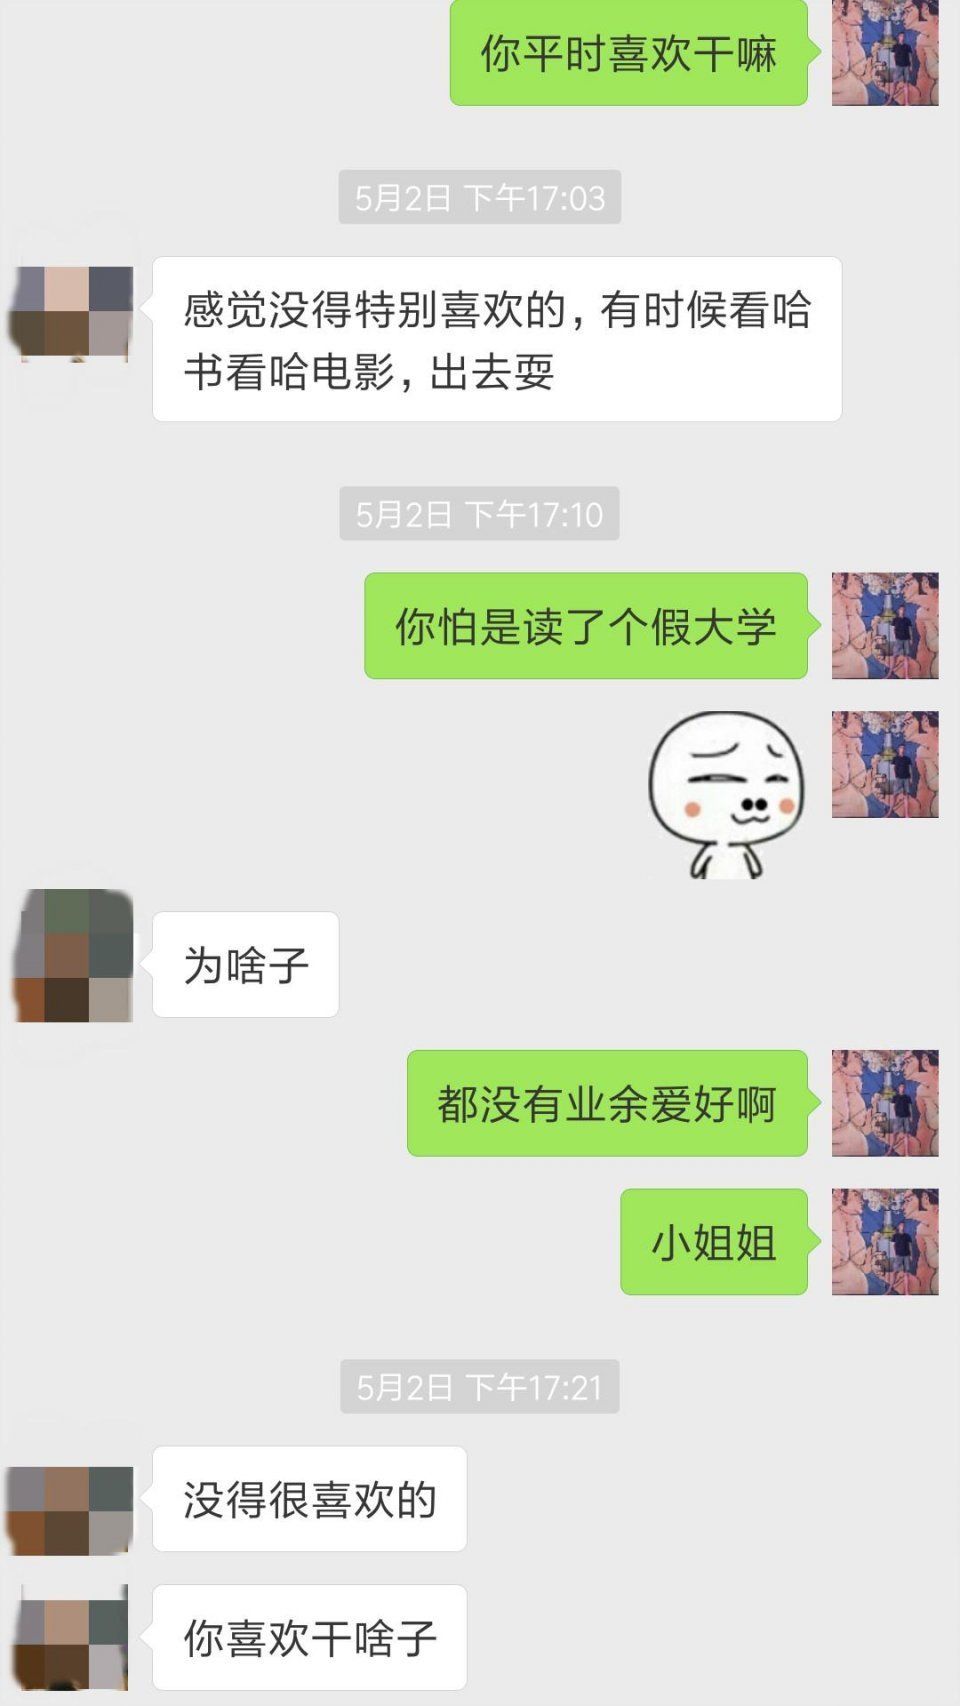 你平时喜欢干嘛
5月2日 下午17:03
感觉没得特别喜欢的，有时候看哈
书看哈电影，出去耍
5月2日 下午17:10
你怕是读了个假大学
为啥子
都没有业余爱好啊
小姐姐
5月2日 下午17:21
没得很喜欢的
你喜欢干啥子